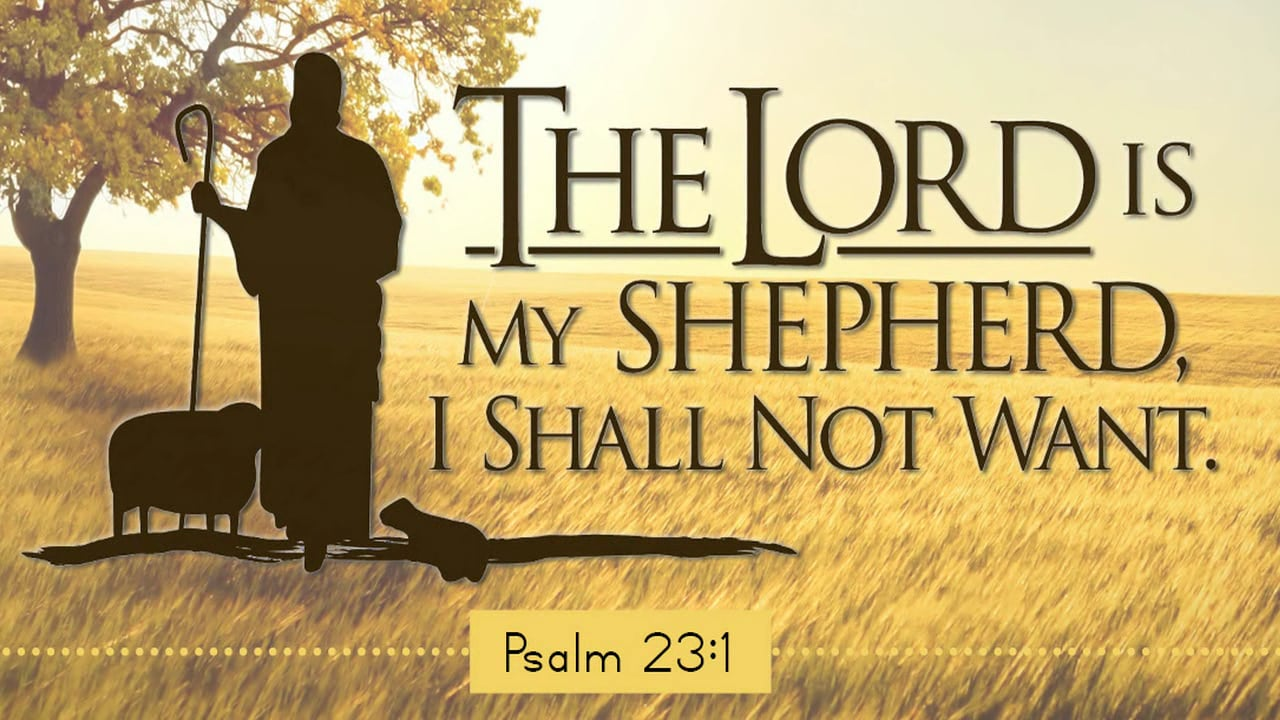 The Lord is
My Shepherd,
I Shall Not Want.
Psalm 23:1